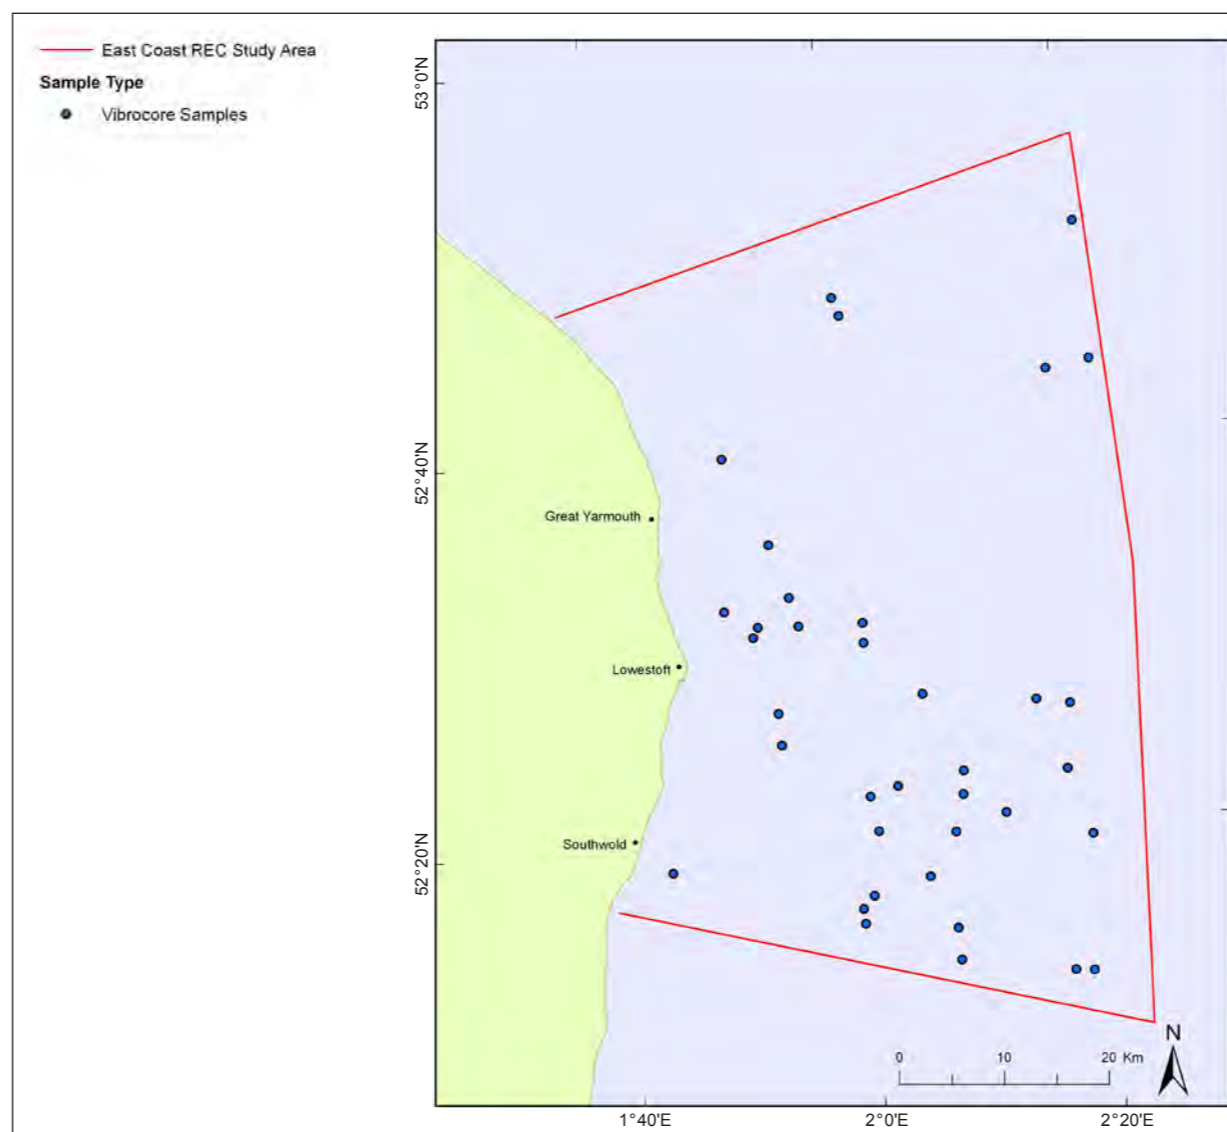 East Coast REC Study Area
Sample Type
Vibrocore Samples
53°0'N
52°40'N
Great Yarmouth
Lowestoft
Southwold
52°20'N
N
0 10 20 Km
1°40'E 2°0'E 2°20'E